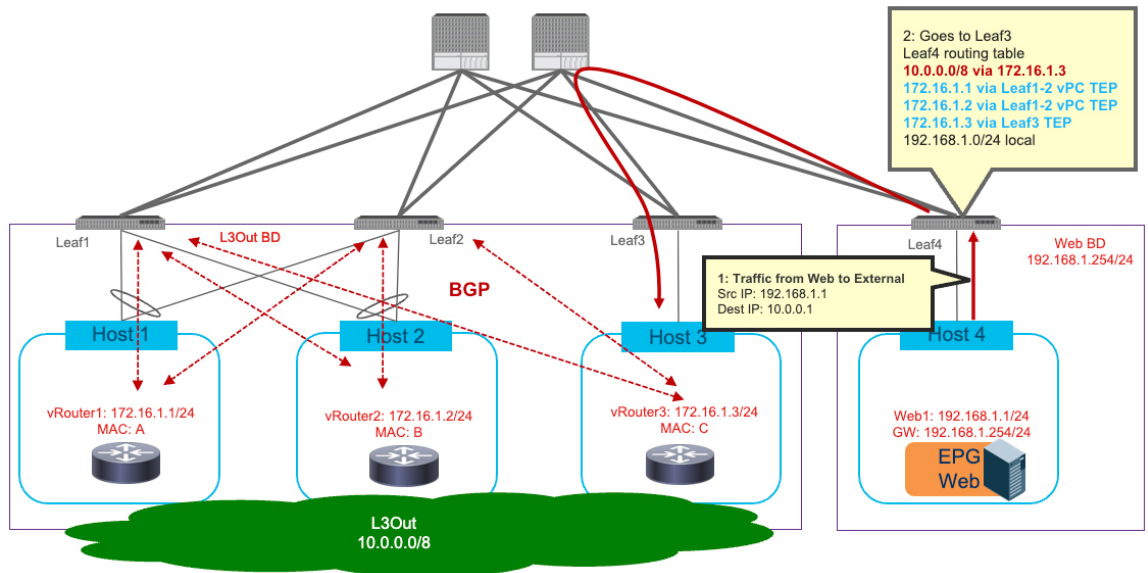 2: Goes to Leaf3
Leaf4 routing table
10.0.0.0/8 via 172.16.1.3
172.16.1.1 via Leaf1-2 vPC TEP
172.16.1.2 via Leaf1-2 vPC TEP
172.16.1.3 via Leaf3 TEP
192.168.1.0/24 local
Leaf1
L3Out BD
Leaf2
Leaf3
Leaf4
Web BD
192.168.1.254/24
BGP
1: Traffic from Web to External
Src IP: 192.168.1.1
Dest IP: 10.0.0.1
Host 1
Host 2
Host 3
Host 4
vRouter1: 172.16.1.1/24
MAC: A
vRouter2: 172.16.1.2/24
MAC: B
vRouter3: 172.16.1.3/24
MAC: C
Web1: 192.168.1.1/24
GW: 192.168.1.254/24
EPG
Web
L3Out
10.0.0.0/8